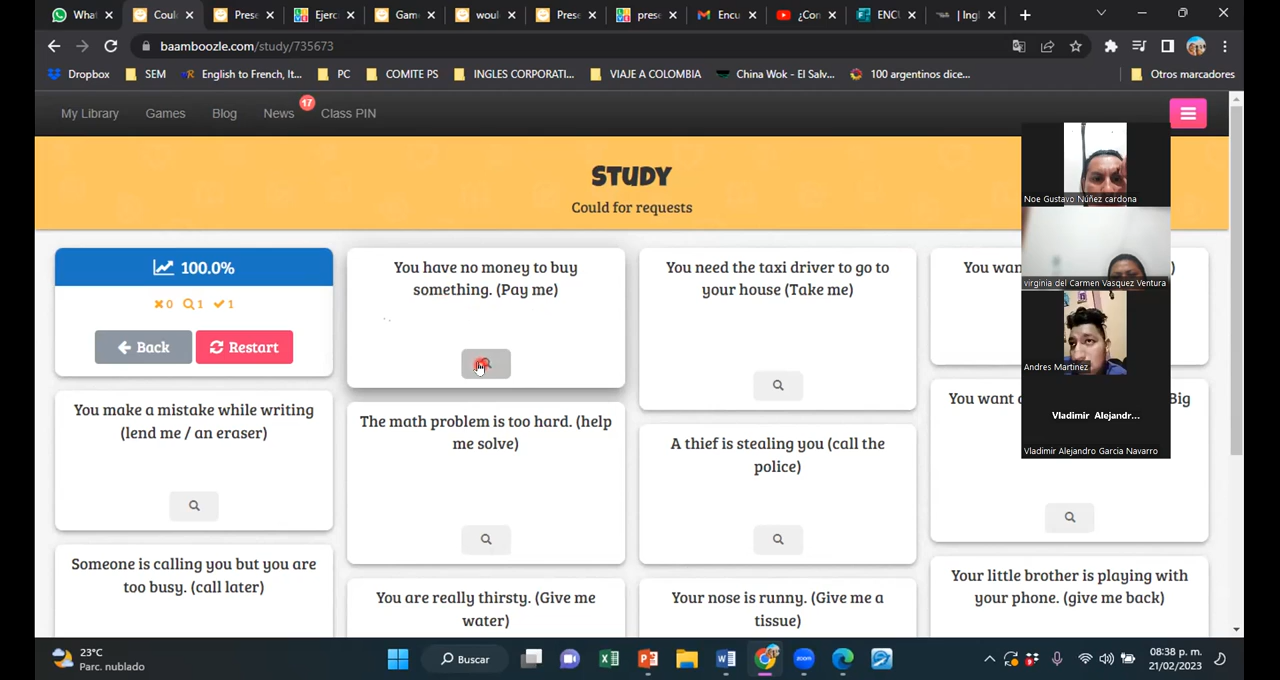 What
Coul
Prese
Ejerc
Game
woul
Prese
prese
Encu
¿Con
ENCU
| Ingl
baamboozle.com/study/735673
Dropbox
SEM
English to French, It...
PC
COMITE PS
INGLES CORPORATI...
VIAJE A COLOMBIA
China Wok - El Salv...
100 argentinos dice...
Otros marcadores
My Library
Games
Blog
News
17
Class PIN
STUDY
Could for requests
100.0%
0 1 1
Back
Restart
You have no money to buy
something. (Pay me)
You need the taxi driver to go to
your house (Take me)
You wan
)
You make a mistake while writing
(lend me / an eraser)
The math problem is too hard. (help
me solve)
A thief is stealing you (call the
police)
You want
Big
Someone is calling you but you are
too busy. (call later)
You are really thirsty. (Give me
water)
Your nose is runny. (Give me a
tissue)
Your little brother is playing with
your phone. (give me back)
Noe Gustavo Núñez cardona
virginia del Carmen Vasquez Ventura
Andres Martinez
Vladimir Alejandr...
Vladimir Alejandro Garcia Navarro
23°C
Parc. nublado
Buscar
zoom
08:38 p. m.
21/02/2023